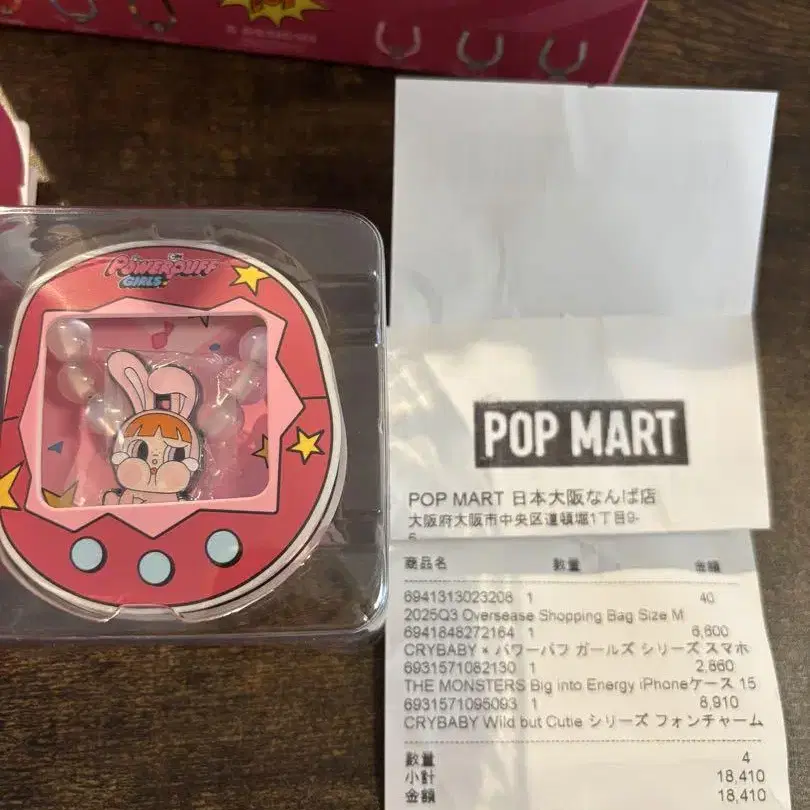 POWERPUFF
GIRLS
POP MART
POP MART 日本大阪なんば店
大阪府大阪市中央区道頓堀1丁目9-
商品名 数量 金額
6941313023208 1 40
2025Q3 Oversease Shopping Bag Size M
6941848272164 1 6,600
CRYBABY × パワーパフ ガールズ シリーズ スマホ
6931571082130 1 2,860
THE MONSTERS Big into Energy iPhoneケース 15
6931571095093 1 8,910
CRYBABY Wild but Cutie シリーズ フォンチャーム
数量 4
小計 18,410
金額 18,410